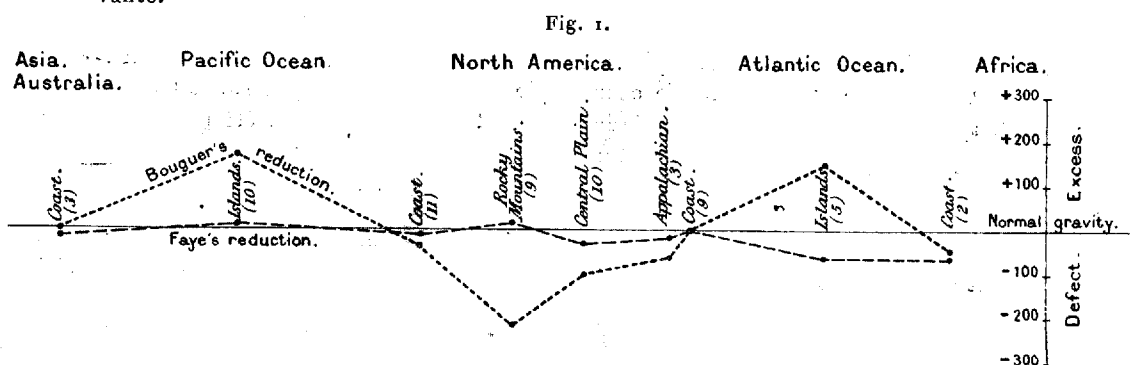 Fig. 1.
Asia. Pacific Ocean. North America. Atlantic Ocean. Africa.
Australia.
+300
+200
+100
Normal gravity.
-100
-200
-300
Excess.
Defect.
Bouguer's reduction.
Faye's reduction.
Coast.
(3)
Islands
(10)
Coast.
(11)
Rocky
Mountains.
(9)
Central Plain.
(10)
Appalachian.
(3)
Coast.
(9)
Islands
(5)
Coast.
(2)